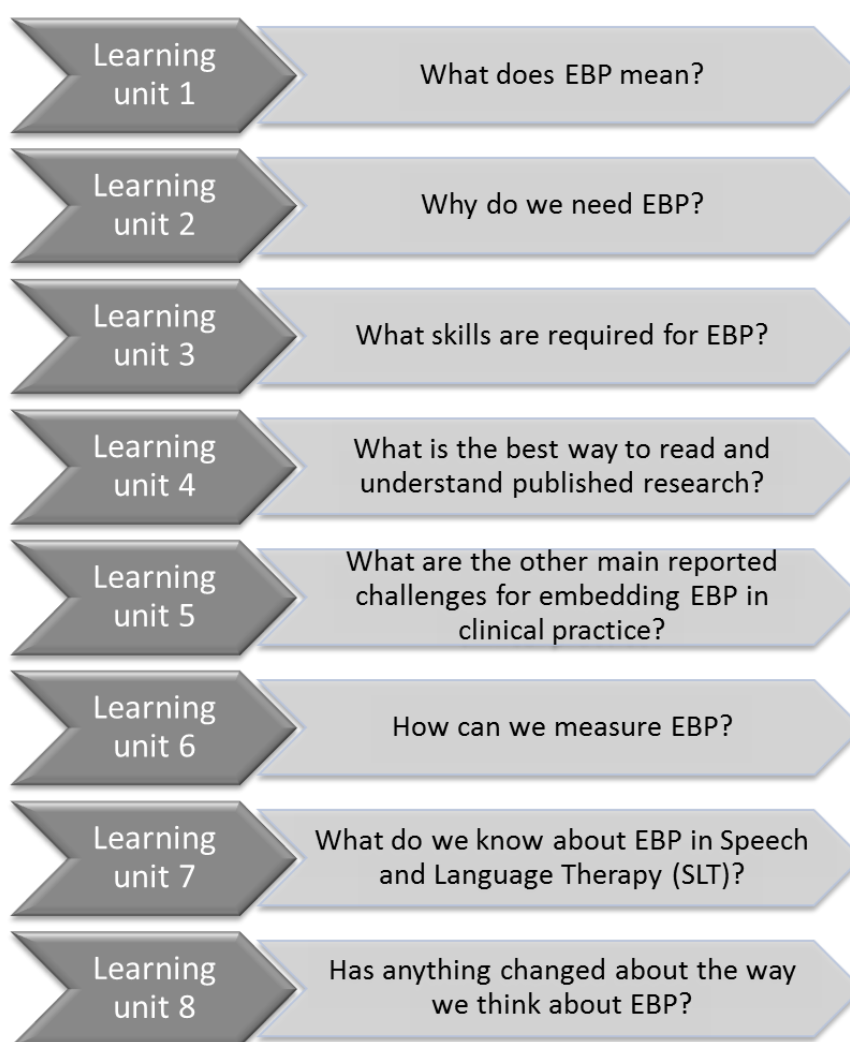 Learning
unit 1
What does EBP mean?
Learning
unit 2
Why do we need EBP?
Learning
unit 3
What skills are required for EBP?
Learning
unit 4
What is the best way to read and
understand published research?
Learning
unit 5
What are the other main reported
challenges for embedding EBP in
clinical practice?
Learning
unit 6
How can we measure EBP?
Learning
unit 7
What do we know about EBP in Speech
and Language Therapy (SLT)?
Learning
unit 8
Has anything changed about the way
we think about EBP?